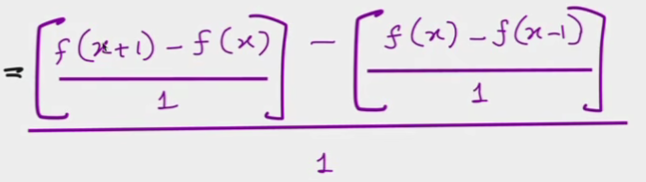 = [f(x+1) - f(x) / 1] - [f(x) - f(x-1) / 1]
1